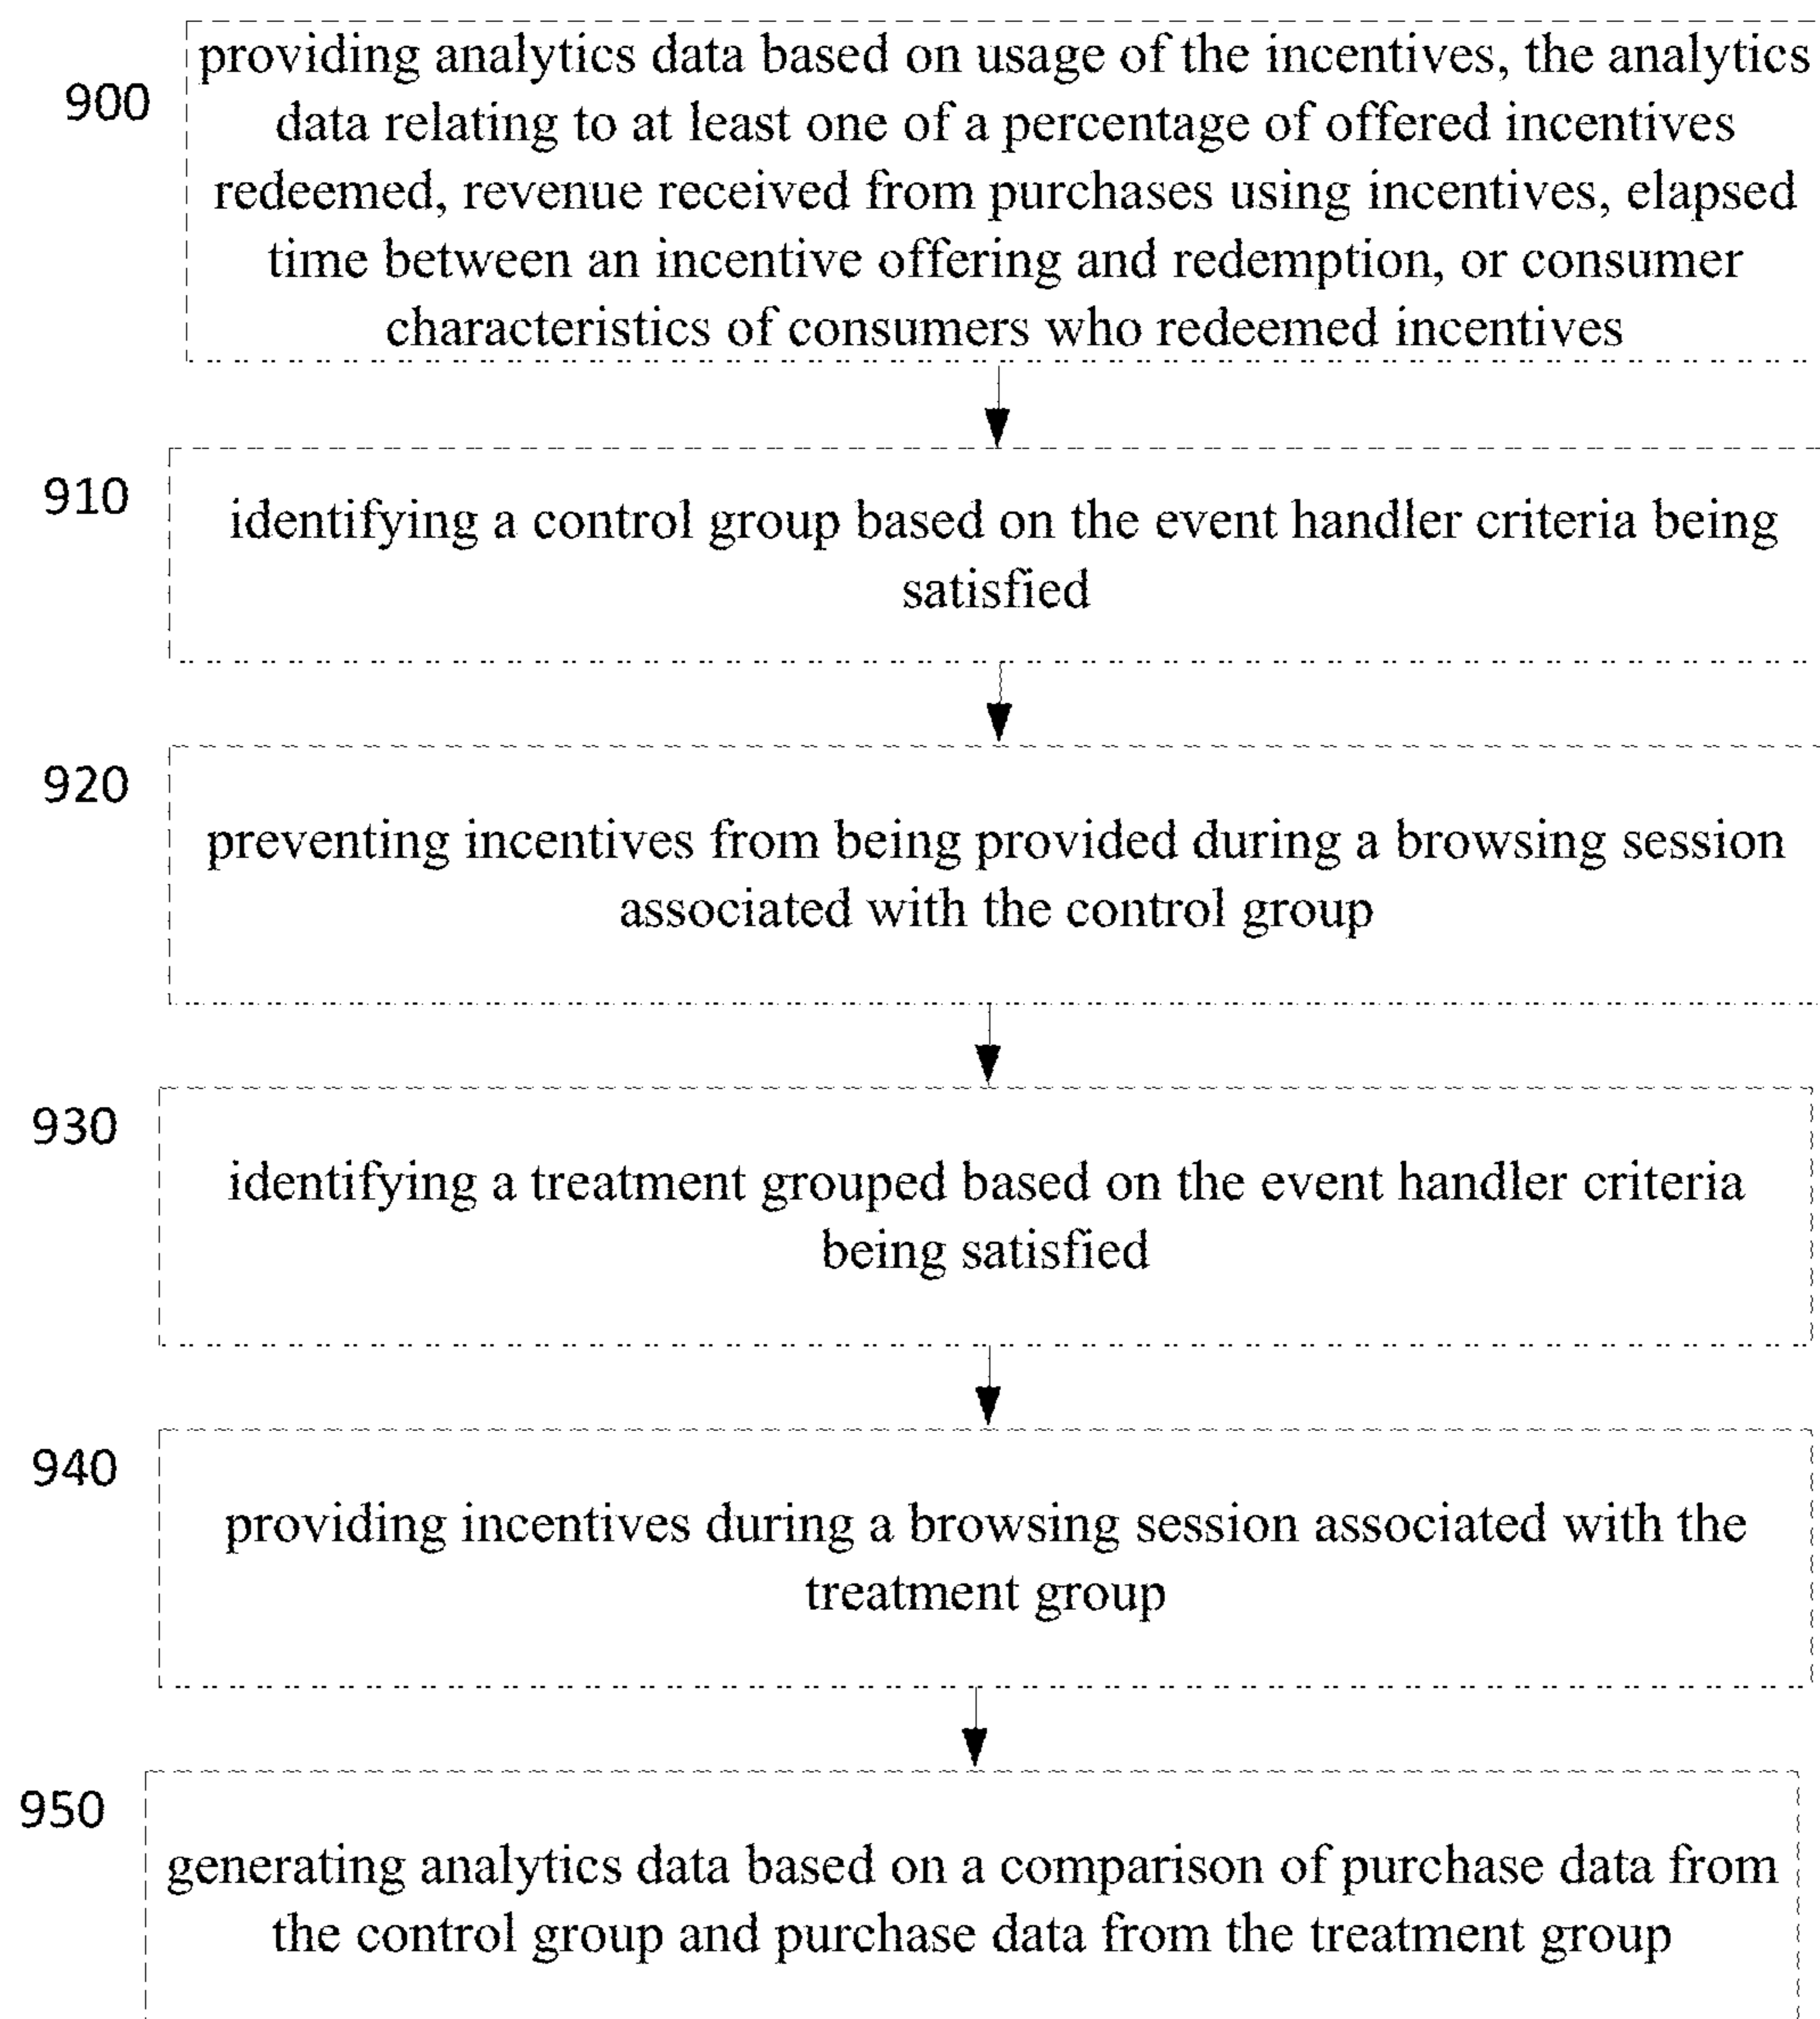 900
providing analytics data based on usage of the incentives, the analytics
data relating to at least one of a percentage of offered incentives
redeemed, revenue received from purchases using incentives, elapsed
time between an incentive offering and redemption, or consumer
characteristics of consumers who redeemed incentives
910
identifying a control group based on the event handler criteria being
satisfied
920
preventing incentives from being provided during a browsing session
associated with the control group
930
identifying a treatment grouped based on the event handler criteria
being satisfied
940
providing incentives during a browsing session associated with the
treatment group
950
generating analytics data based on a comparison of purchase data from
the control group and purchase data from the treatment group